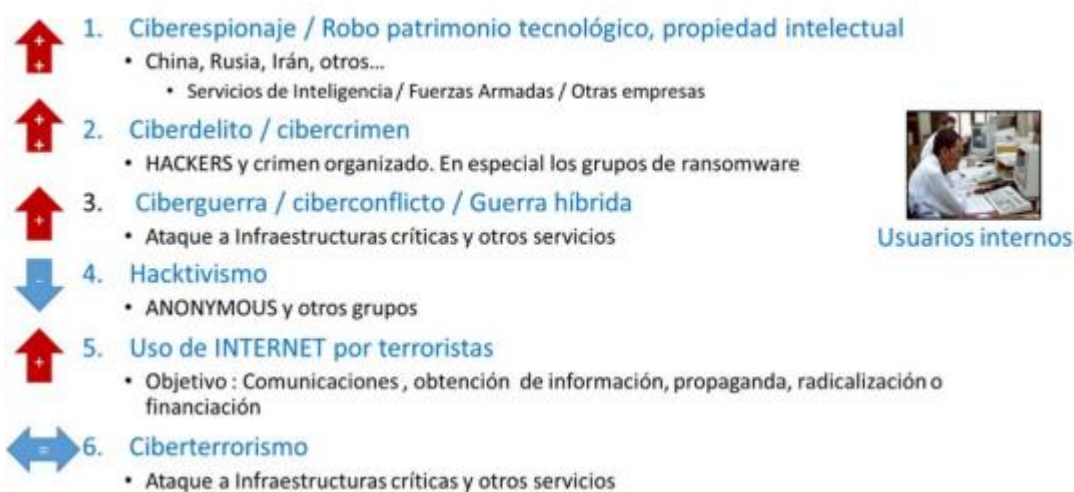 1. Ciberespionaje / Robo patrimonio tecnológico, propiedad intelectual
• China, Rusia, Irán, otros...
• Servicios de Inteligencia / Fuerzas Armadas / Otras empresas
2. Ciberdelito / cibercrimen
• HACKERS y crimen organizado. En especial los grupos de ransomware
3. Ciberguerra / ciberconflicto / Guerra híbrida
• Ataque a Infraestructuras críticas y otros servicios
Usuarios internos
4. Hacktivismo
• ANONYMOUS y otros grupos
5. Uso de INTERNET por terroristas
• Objetivo : Comunicaciones , obtención de información, propaganda, radicalización o
financiación
6. Ciberterrorismo
• Ataque a Infraestructuras críticas y otros servicios